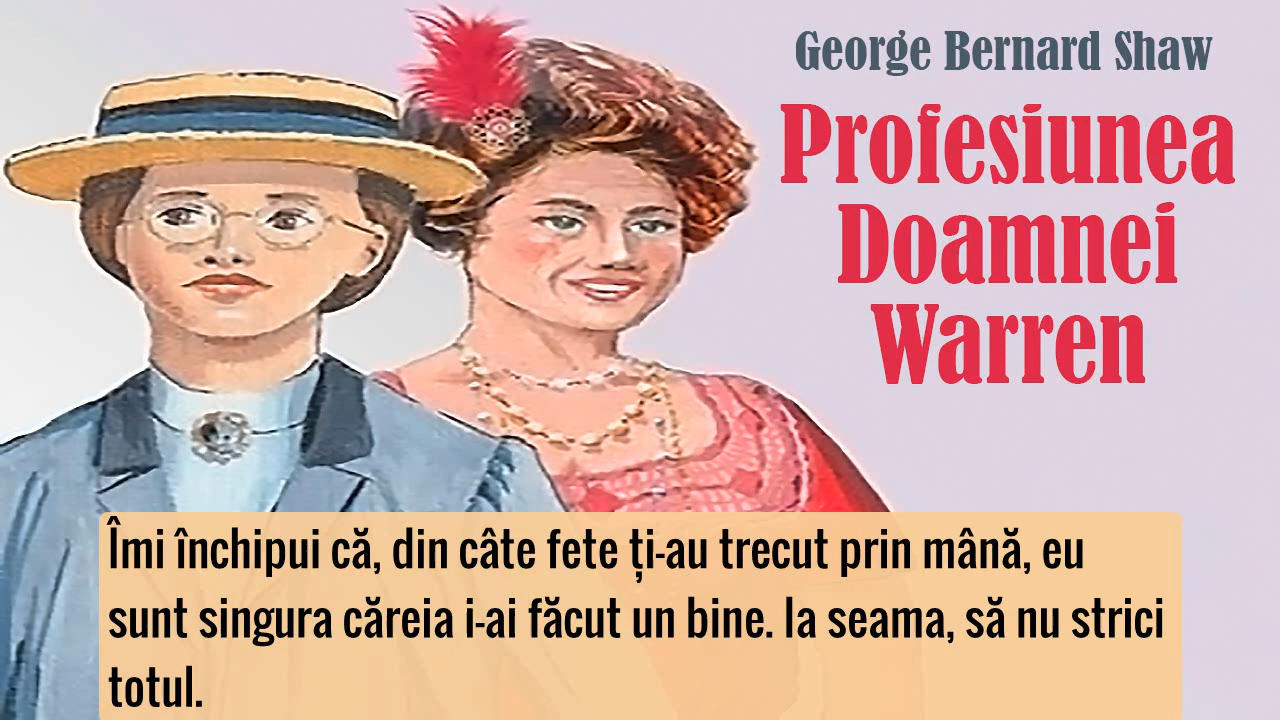 George Bernard Shaw
Profesiunea
Doamnei
Warren
Îmi închipui că, din câte fete ți-au trecut prin mână, eu
sunt singura căreia i-ai făcut un bine. Ia seama, să nu strici
totul.